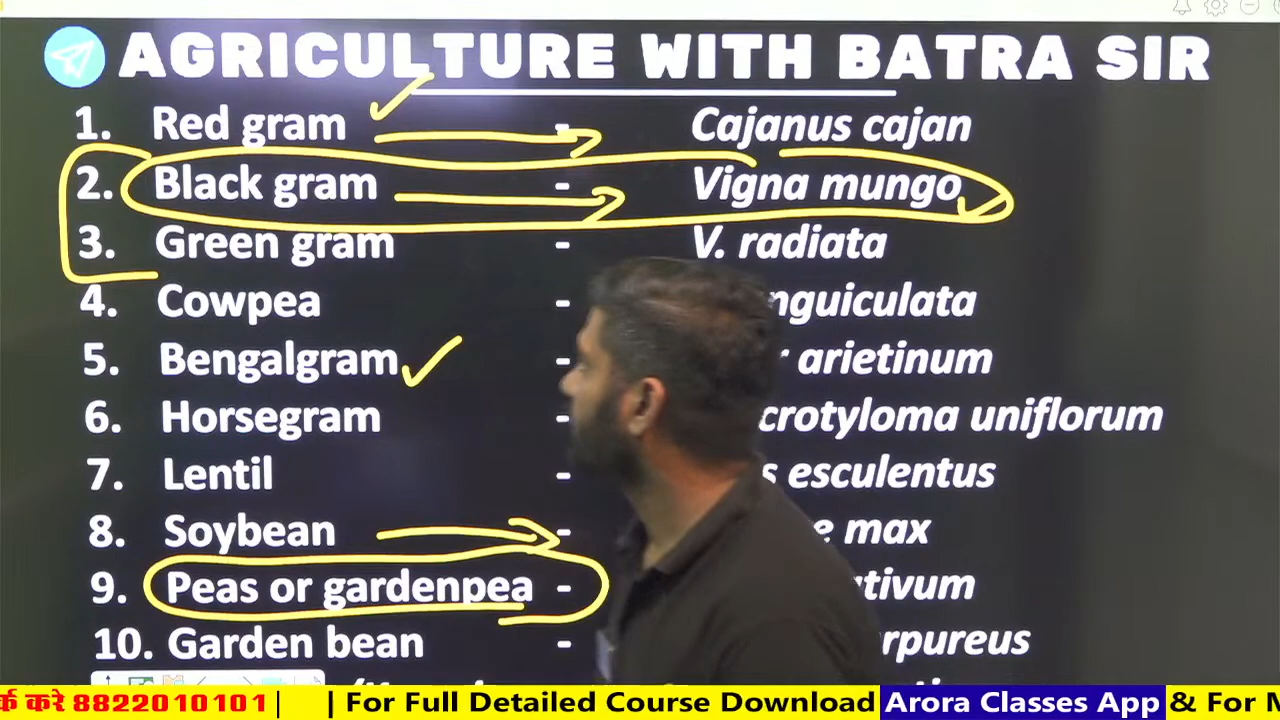 AGRICULTURE WITH BATRA SIR
1. Red gram - Cajanus cajan
2. Black gram - Vigna mungo
3. Green gram - V. radiata
4. Cowpea - nguiculata
5. Bengalgram - arietinum
6. Horsegram - crotyloma uniflorum
7. Lentil - s esculentus
8. Soybean - e max
9. Peas or gardenpea - ativum
10. Garden bean - rpureus
र्क करे 8822010101 | | For Full Detailed Course Download Arora Classes App & For M